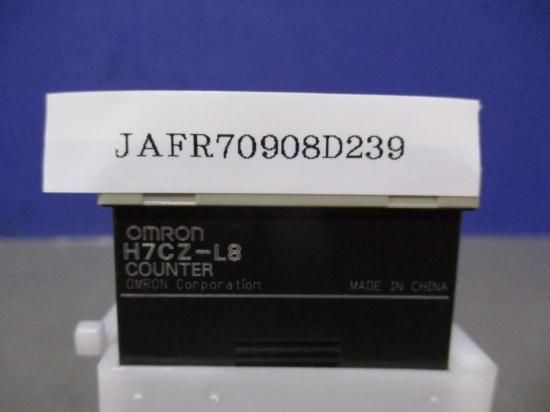 JAFR70908D239
OMRON
H7CZ-L8
COUNTER
OMRON Corporation MADE IN CHINA